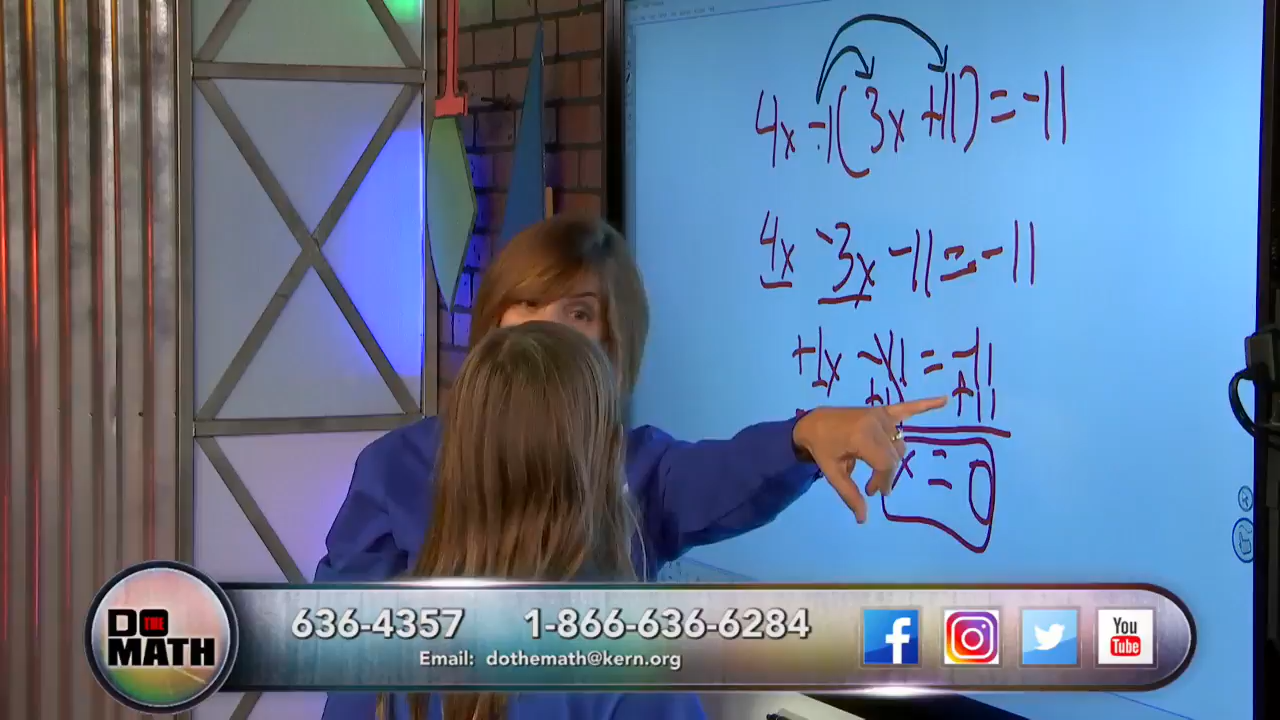 4x -1(3x +11) = -11
4x -3x -11 = -11
+1x -11 = -11
+11
x = 0
DO THE MATH
636-4357 1-866-636-6284
Email: dothemath@kern.org
You Tube